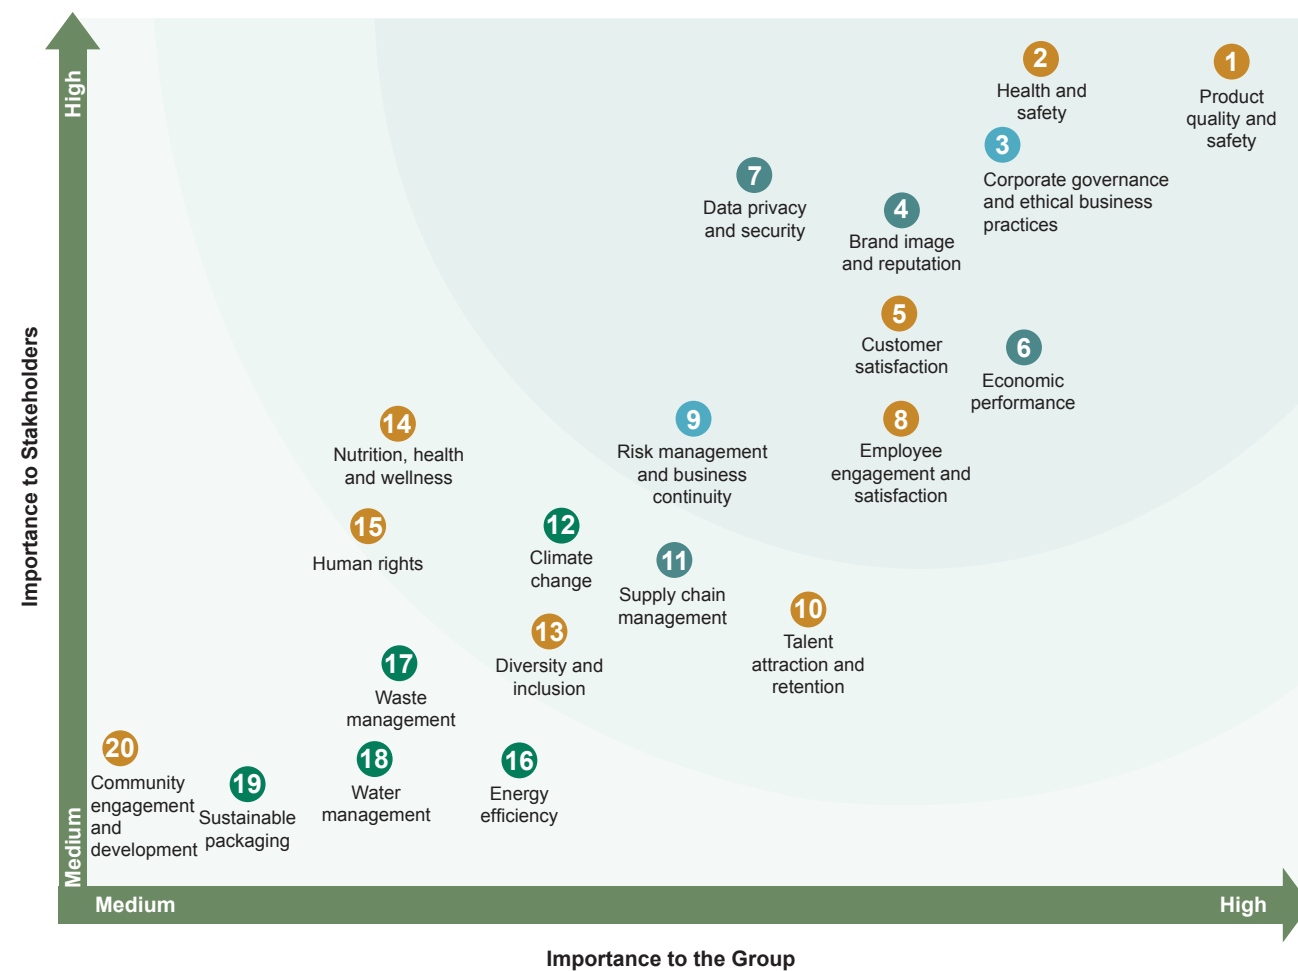 High
Medium
Importance to Stakeholders
2
Health and
safety
1
Product
quality and
safety
3
Corporate governance
and ethical business
practices
7
Data privacy
and security
4
Brand image
and reputation
5
Customer
satisfaction
6
Economic
performance
14
Nutrition, health
and wellness
9
Risk management
and business
continuity
8
Employee
engagement and
satisfaction
15
Human rights
12
Climate
change
11
Supply chain
management
10
Talent
attraction and
retention
13
Diversity and
inclusion
17
Waste
management
20
Community
engagement
and
development
19
Sustainable
packaging
18
Water
management
16
Energy
efficiency
Medium
High
Importance to the Group